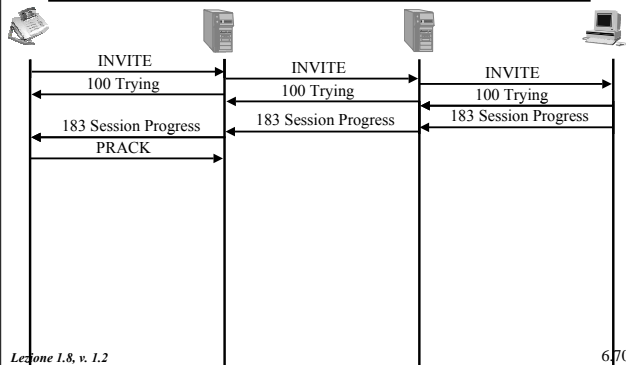 INVITE
INVITE
INVITE
100 Trying
100 Trying
100 Trying
183 Session Progress
183 Session Progress
183 Session Progress
PRACK
Lezione 1.8, v. 1.2
6.70